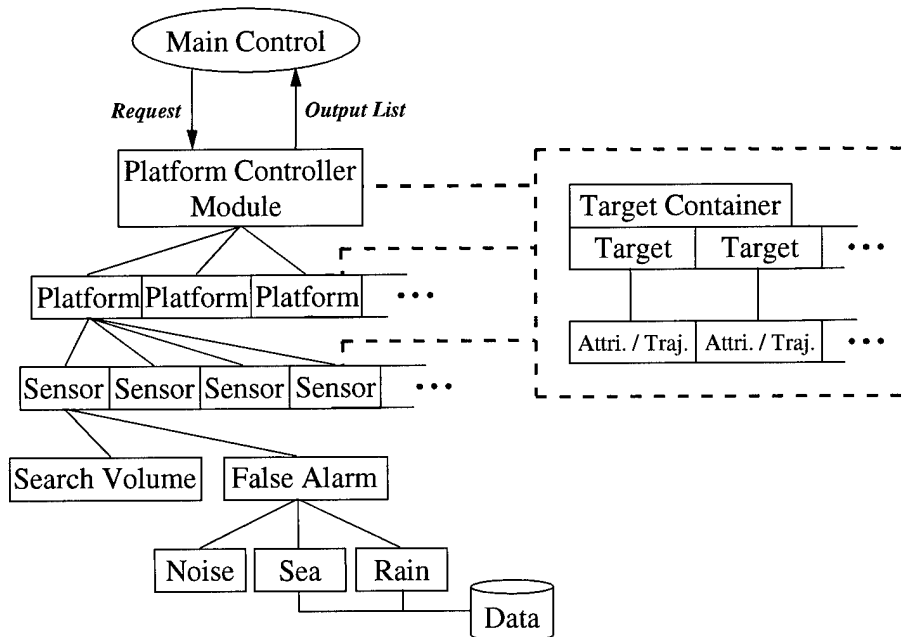 Main Control
Request
Output List
Platform Controller
Module
Target Container
Target Target •••
Platform Platform Platform •••
Attri. / Traj. Attri. / Traj. •••
Sensor Sensor Sensor Sensor •••
Search Volume
False Alarm
Noise
Sea
Rain
Data